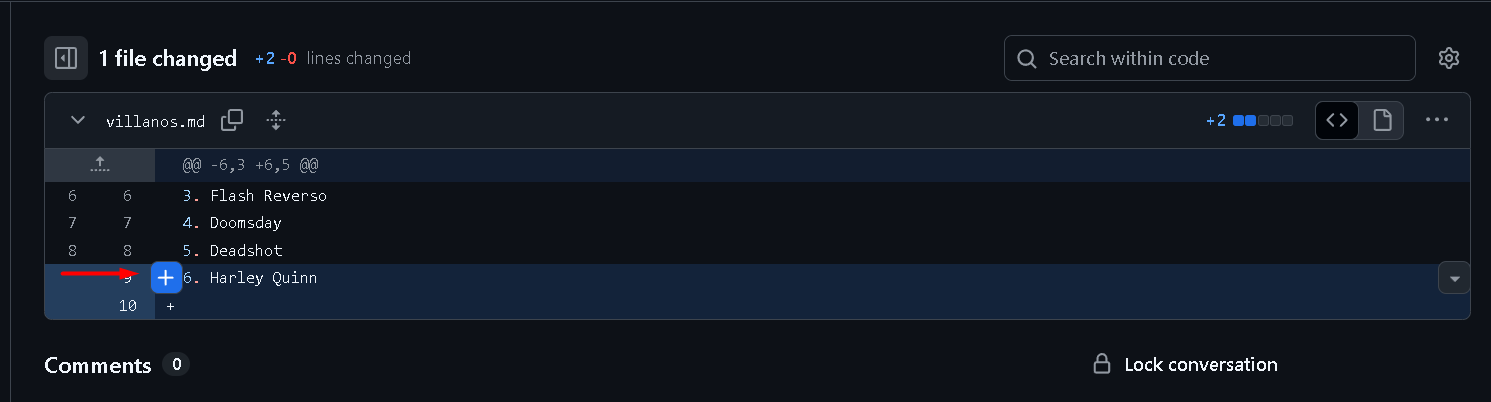 1 file changed +2 -0 lines changed Search within code
villanos.md +2
@@ -6,3 +6,5 @@
6 6 3. Flash Reverso
7 7 4. Doomsday
8 8 5. Deadshot
9 + 6. Harley Quinn
10 +
Comments 0 Lock conversation